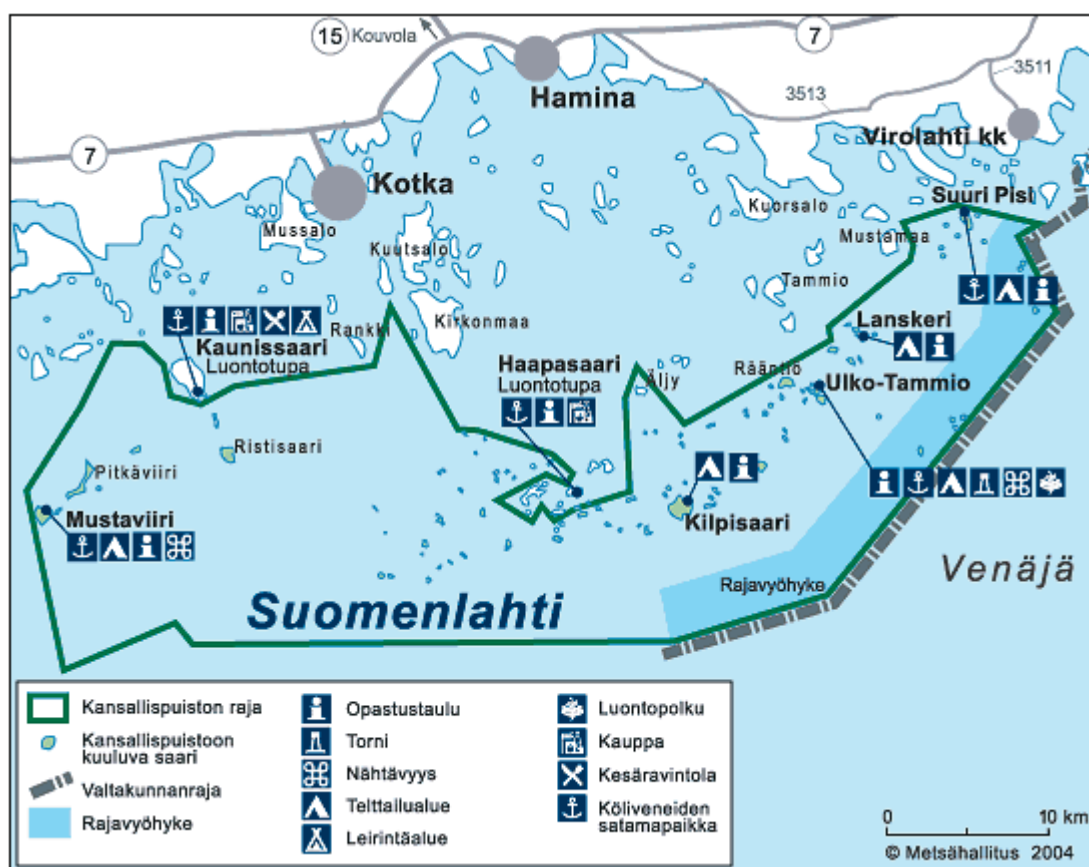 15
Kouvola
7
Hamina
3511
3513
Virolahti kk
7
Kotka
Suuri Pisi
Kuorsalo
Mussalo
Mustamaa
Kuutsalo
Tammio
Kirkonmaa
Rankki
Lanskeri
Kaunissaari
Luontotupa
Haapasaari
Luontotupa
Äljy
Rääntiö
Ulko-Tammio
Ristisaari
Pitkäviiri
Mustaviiri
Kilpisaari
Venäjä
Rajavyöhyke
Suomenlahti
Kansallispuiston raja
Kansallispuistoon
kuuluva saari
Valtakunnanraja
Rajavyöhyke
Opastustaulu
Torni
Nähtävyys
Telttailualue
Leirintäalue
Luontopolku
Kauppa
Kesäravintola
Köliveneiden
satamapaikka
0 10 km
© Metsähallitus 2004